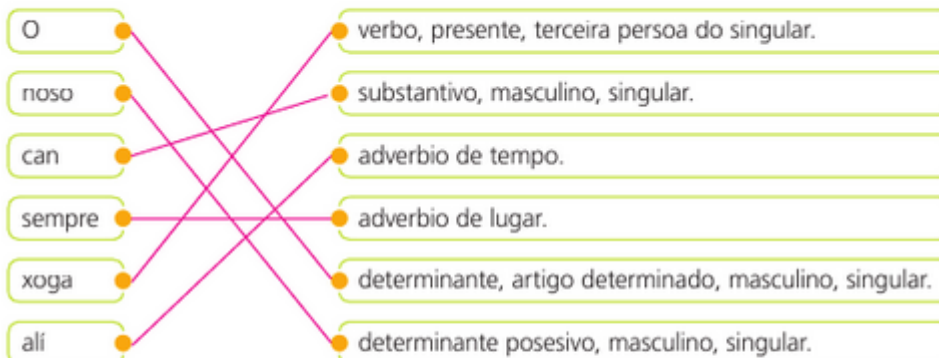 O verbo, presente, terceira persoa do singular.
noso substantivo, masculino, singular.
can adverbio de tempo.
sempre adverbio de lugar.
xoga determinante, artigo determinado, masculino, singular.
alí determinante posesivo, masculino, singular.